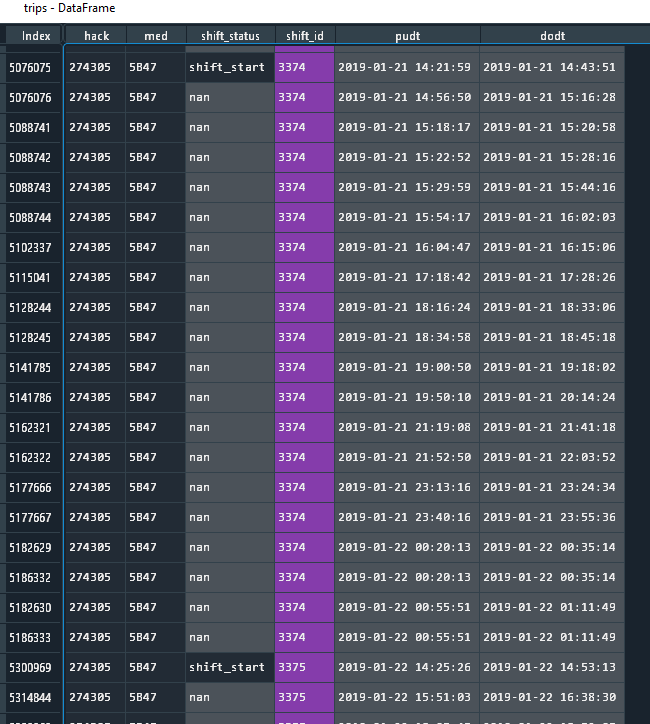 trips - DataFrame
Index hack med shift_status shift_id pudt dodt
5076075 274305 5B47 shift_start 3374 2019-01-21 14:21:59 2019-01-21 14:43:51
5076076 274305 5B47 nan 3374 2019-01-21 14:56:50 2019-01-21 15:16:28
5088741 274305 5B47 nan 3374 2019-01-21 15:18:17 2019-01-21 15:20:58
5088742 274305 5B47 nan 3374 2019-01-21 15:22:52 2019-01-21 15:28:16
5088743 274305 5B47 nan 3374 2019-01-21 15:29:59 2019-01-21 15:44:16
5088744 274305 5B47 nan 3374 2019-01-21 15:54:17 2019-01-21 16:02:03
5102337 274305 5B47 nan 3374 2019-01-21 16:04:47 2019-01-21 16:15:06
5115041 274305 5B47 nan 3374 2019-01-21 17:18:42 2019-01-21 17:28:26
5128244 274305 5B47 nan 3374 2019-01-21 18:16:24 2019-01-21 18:33:06
5128245 274305 5B47 nan 3374 2019-01-21 18:34:58 2019-01-21 18:45:18
5141785 274305 5B47 nan 3374 2019-01-21 19:00:50 2019-01-21 19:18:02
5141786 274305 5B47 nan 3374 2019-01-21 19:50:10 2019-01-21 20:14:24
5162321 274305 5B47 nan 3374 2019-01-21 21:19:08 2019-01-21 21:41:18
5162322 274305 5B47 nan 3374 2019-01-21 21:52:50 2019-01-21 22:03:52
5177666 274305 5B47 nan 3374 2019-01-21 23:13:16 2019-01-21 23:24:34
5177667 274305 5B47 nan 3374 2019-01-21 23:40:16 2019-01-21 23:55:36
5182629 274305 5B47 nan 3374 2019-01-22 00:20:13 2019-01-22 00:35:14
5186332 274305 5B47 nan 3374 2019-01-22 00:20:13 2019-01-22 00:35:14
5182630 274305 5B47 nan 3374 2019-01-22 00:55:51 2019-01-22 01:11:49
5186333 274305 5B47 nan 3374 2019-01-22 00:55:51 2019-01-22 01:11:49
5300969 274305 5B47 shift_start 3375 2019-01-22 14:25:26 2019-01-22 14:53:13
5314844 274305 5B47 nan 3375 2019-01-22 15:51:03 2019-01-22 16:38:30